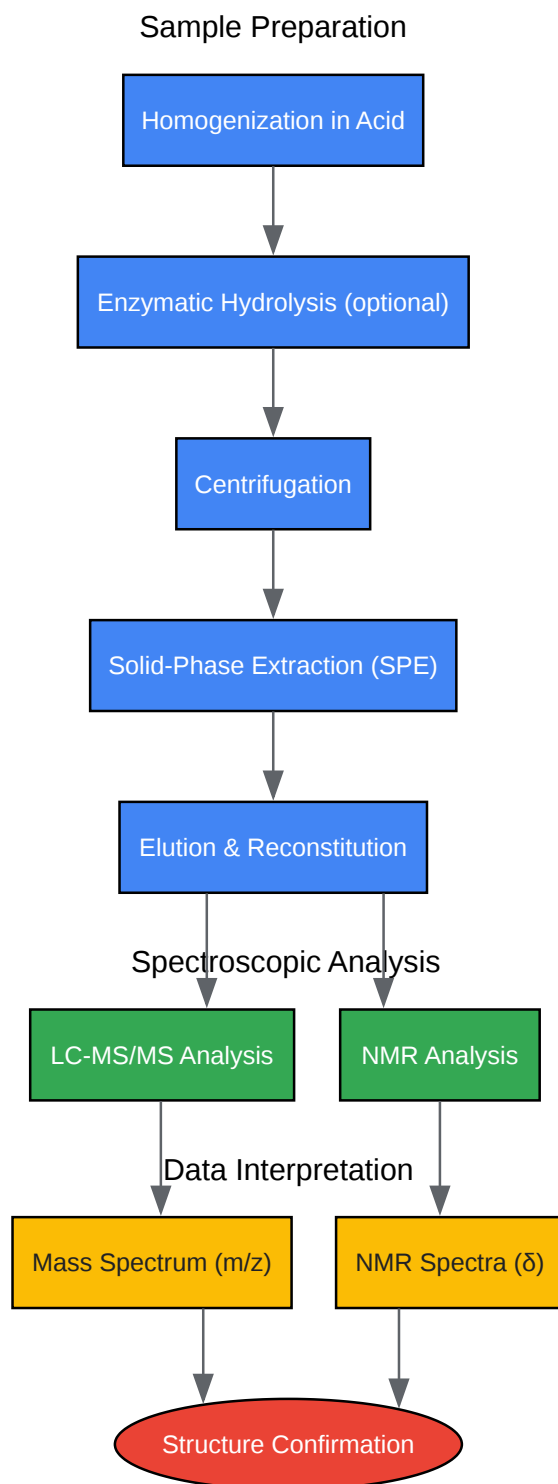 Sample Preparation
Homogenization in Acid
Enzymatic Hydrolysis (optional)
Centrifugation
Solid-Phase Extraction (SPE)
Elution & Reconstitution
Spectroscopic Analysis
LC-MS/MS Analysis
NMR Analysis
Data Interpretation
Mass Spectrum (m/z)
NMR Spectra (δ)
Structure Confirmation